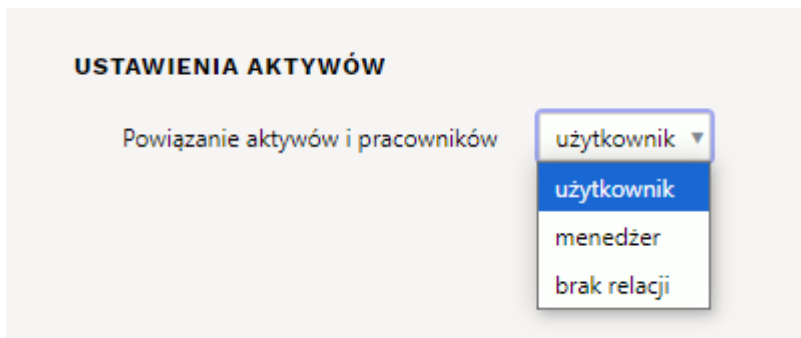 USTAWIENIA AKTYWÓW
Powiązanie aktywów i pracowników użytkownik
użytkownik
menedżer
brak relacji